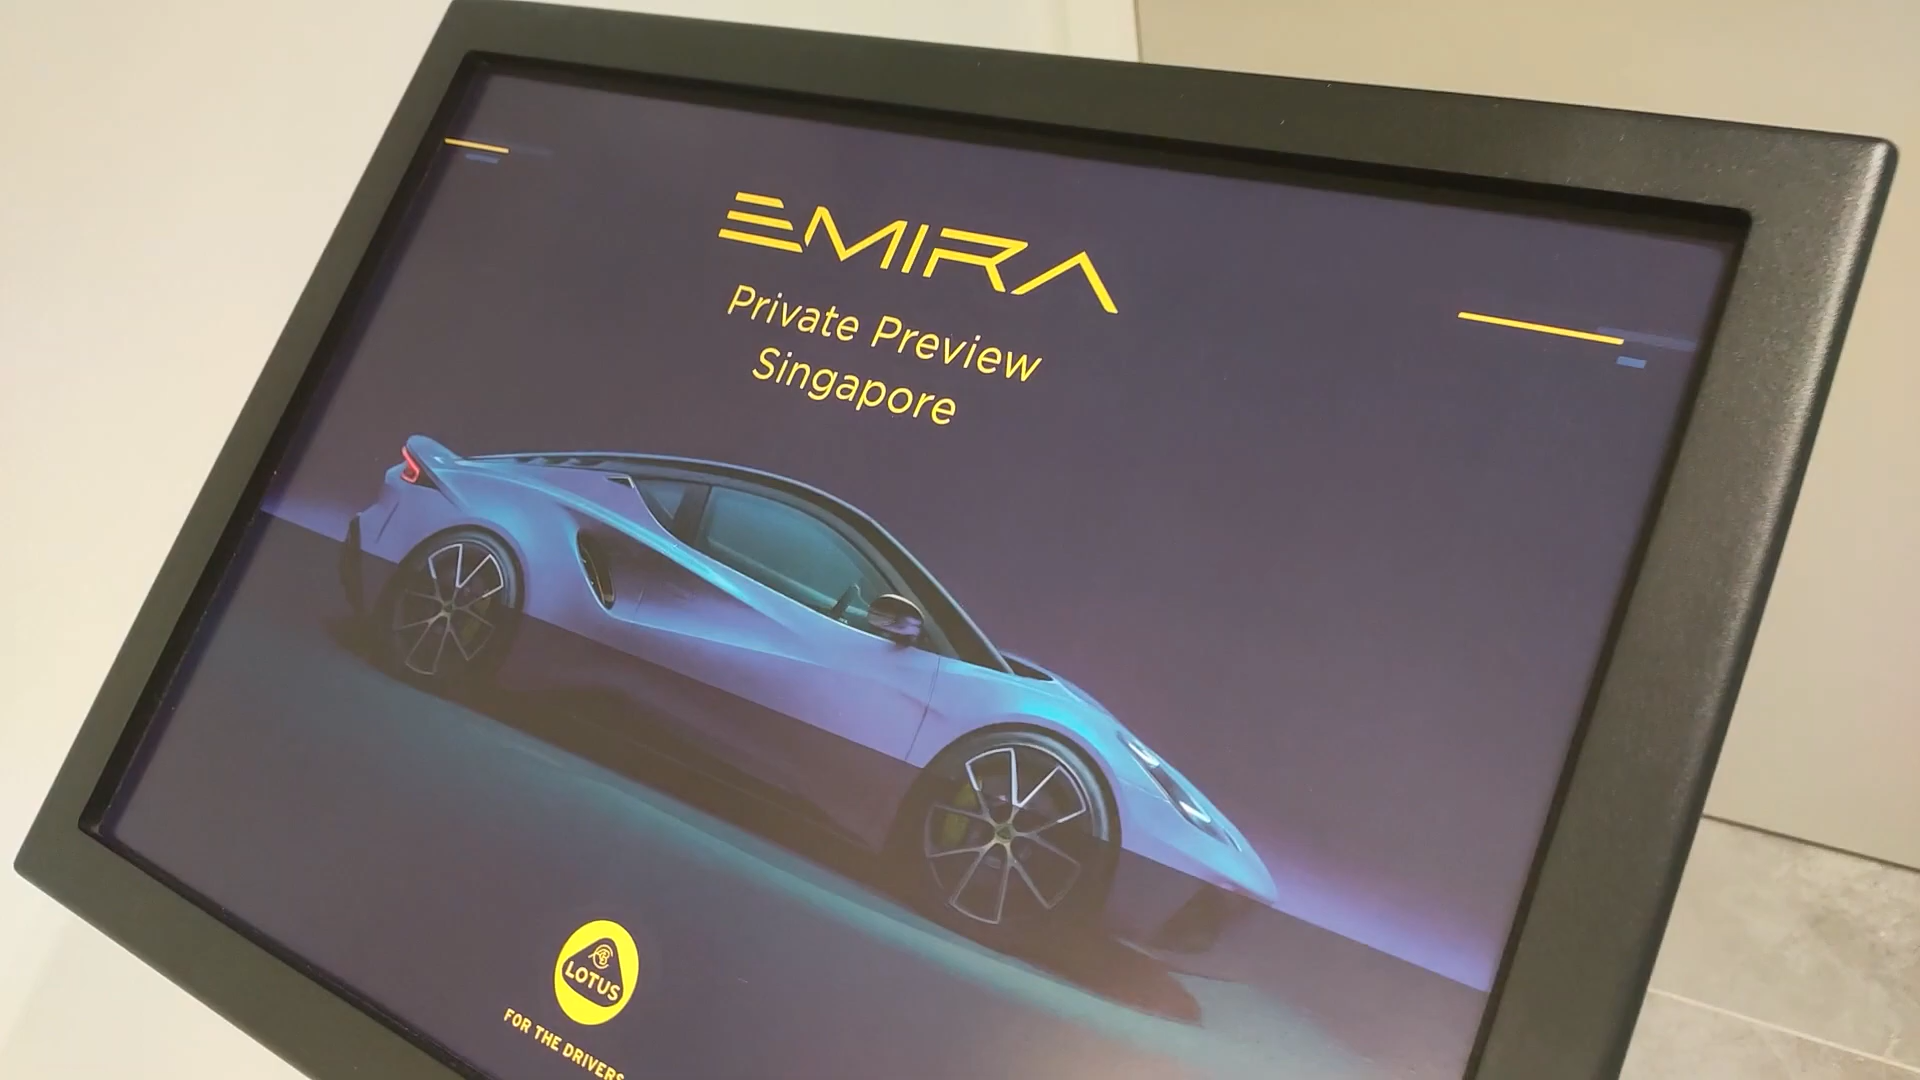 EMIRA
Private Preview
Singapore
LOTUS
FOR THE DRIVERS